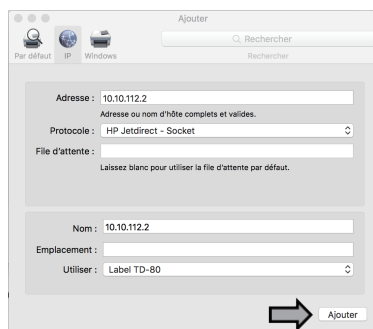 Ajouter
Rechercher
Par défaut IP Windows Rechercher
Adresse : 10.10.112.2
Adresse ou nom d'hôte complets et valides.
Protocole : HP Jetdirect - Socket
File d'attente :
Laissez blanc pour utiliser la file d'attente par défaut.
Nom : 10.10.112.2
Emplacement :
Utiliser : Label TD-80
Ajouter